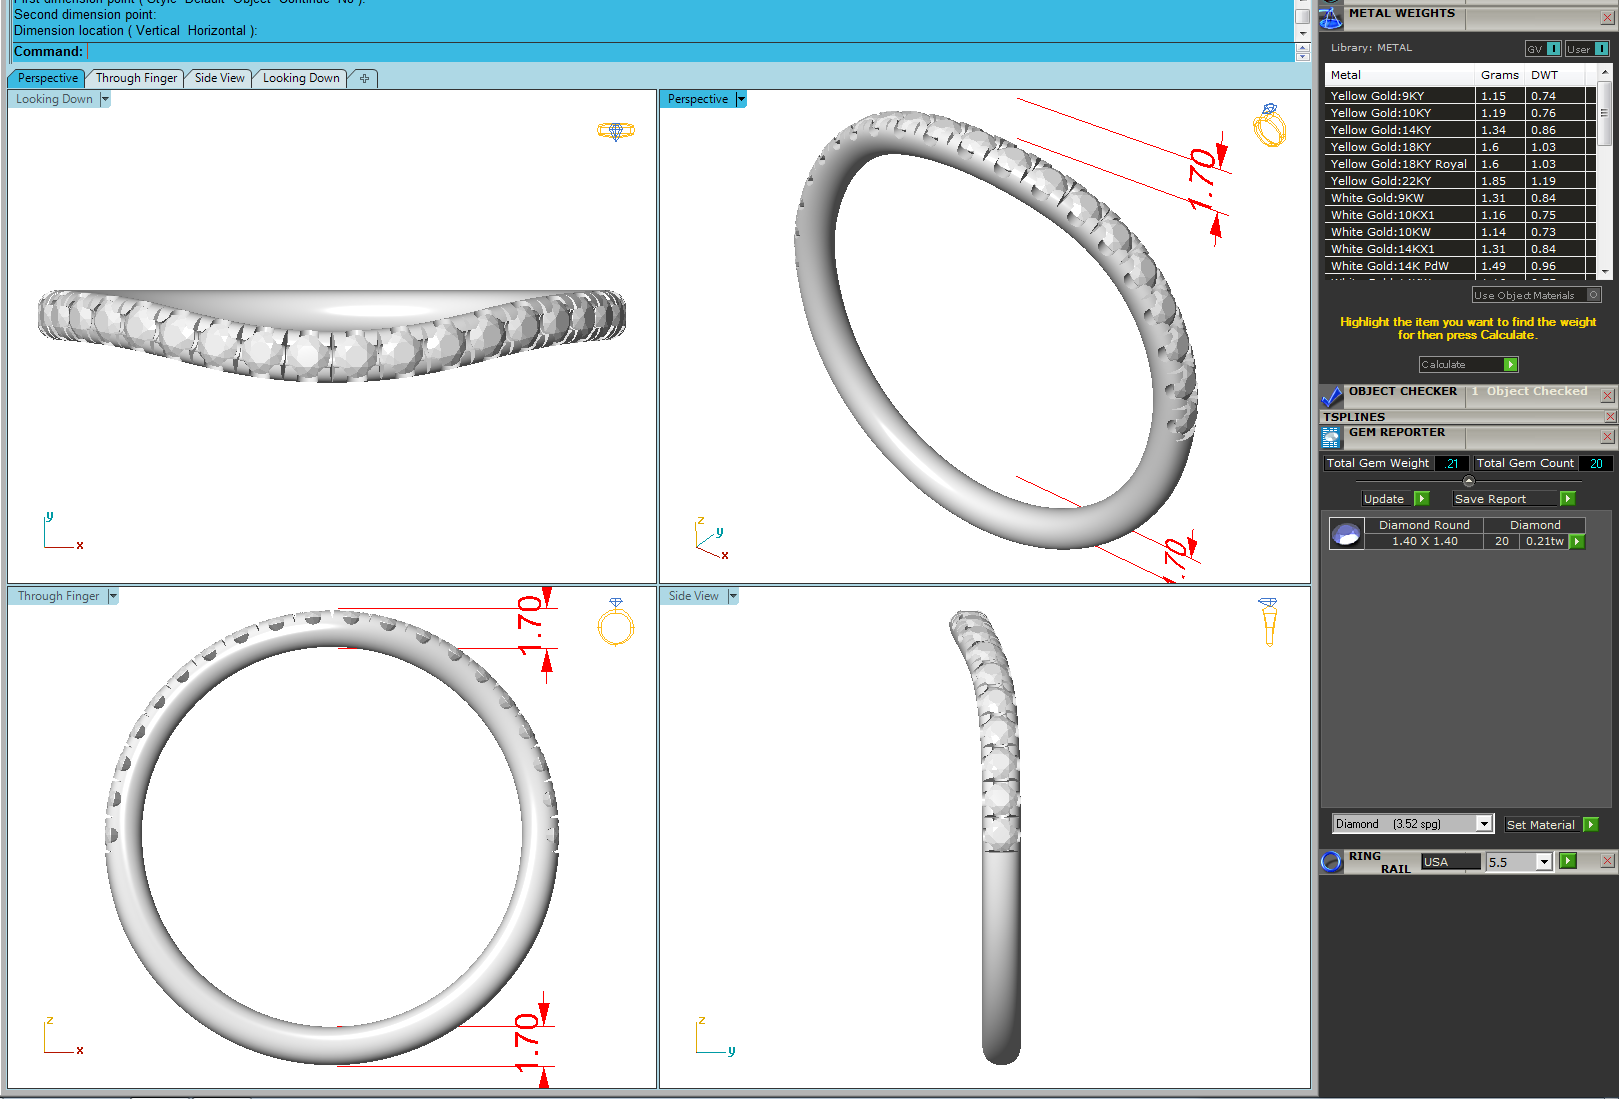 First dimension point ( Style=Default  Object  Continue=No ):
Second dimension point:
Dimension location ( Vertical  Horizontal ):
Command:
Perspective
Through Finger
Side View
Looking Down
Looking Down
y
x
Perspective
1.70
1.70
z
y
x
Through Finger
1.70
1.70
z
x
Side View
z
y
METAL WEIGHTS
Library: METAL
GV
User
Metal Grams DWT
Yellow Gold:9KY 1.15 0.74
Yellow Gold:10KY 1.19 0.76
Yellow Gold:14KY 1.34 0.86
Yellow Gold:18KY 1.6 1.03
Yellow Gold:18KY Royal 1.6 1.03
Yellow Gold:22KY 1.85 1.19
White Gold:9KW 1.31 0.84
White Gold:10KX1 1.16 0.75
White Gold:10KW 1.14 0.73
White Gold:14KX1 1.31 0.84
White Gold:14K PdW 1.49 0.96
Use Object Materials
Highlight the item you want to find the weight
for then press Calculate.
Calculate
OBJECT CHECKER 1 Object Checked
TSPLINES
GEM REPORTER
Total Gem Weight .21 Total Gem Count 20
Update Save Report
Diamond Round Diamond
1.40 X 1.40 20 0.21tw
Diamond (3.52 spg) Set Material
RING RAIL USA 5.5